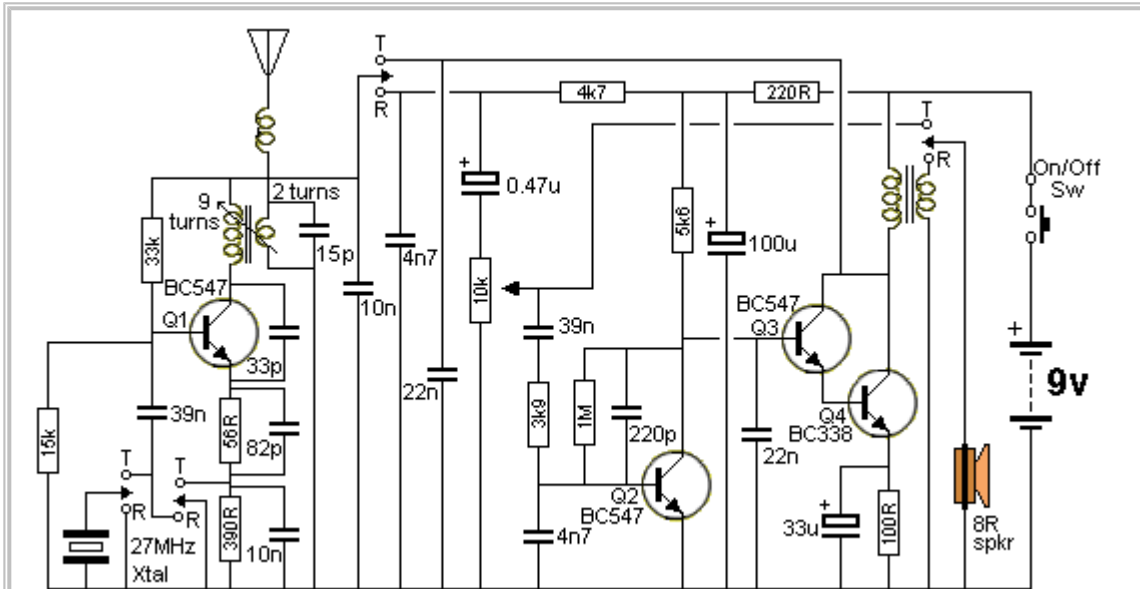 T
R
4k7
220R
T
R
On/Off
Sw
9
turns
2 turns
15p
33k
4n7
0.47u
10k
5k6
100u
BC547
Q1
10n
39n
BC547
Q3
+
+
+
9v
33p
22n
3k9
1M
220p
22n
Q4
BC338
15k
39n
56R
82p
T
T
R
R
390R
10n
27MHz
Xtal
4n7
Q2
BC547
33u
+
100R
8R
spkr